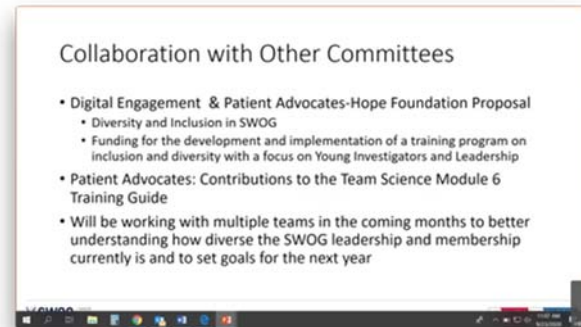 Collaboration with Other Committees
• Digital Engagement & Patient Advocates-Hope Foundation Proposal
• Diversity and Inclusion in SWOG
• Funding for the development and implementation of a training program on
inclusion and diversity with a focus on Young Investigators and Leadership
• Patient Advocates: Contributions to the Team Science Module 6
Training Guide
• Will be working with multiple teams in the coming months to better
understanding how diverse the SWOG leadership and membership
currently is and to set goals for the next year
SWOG